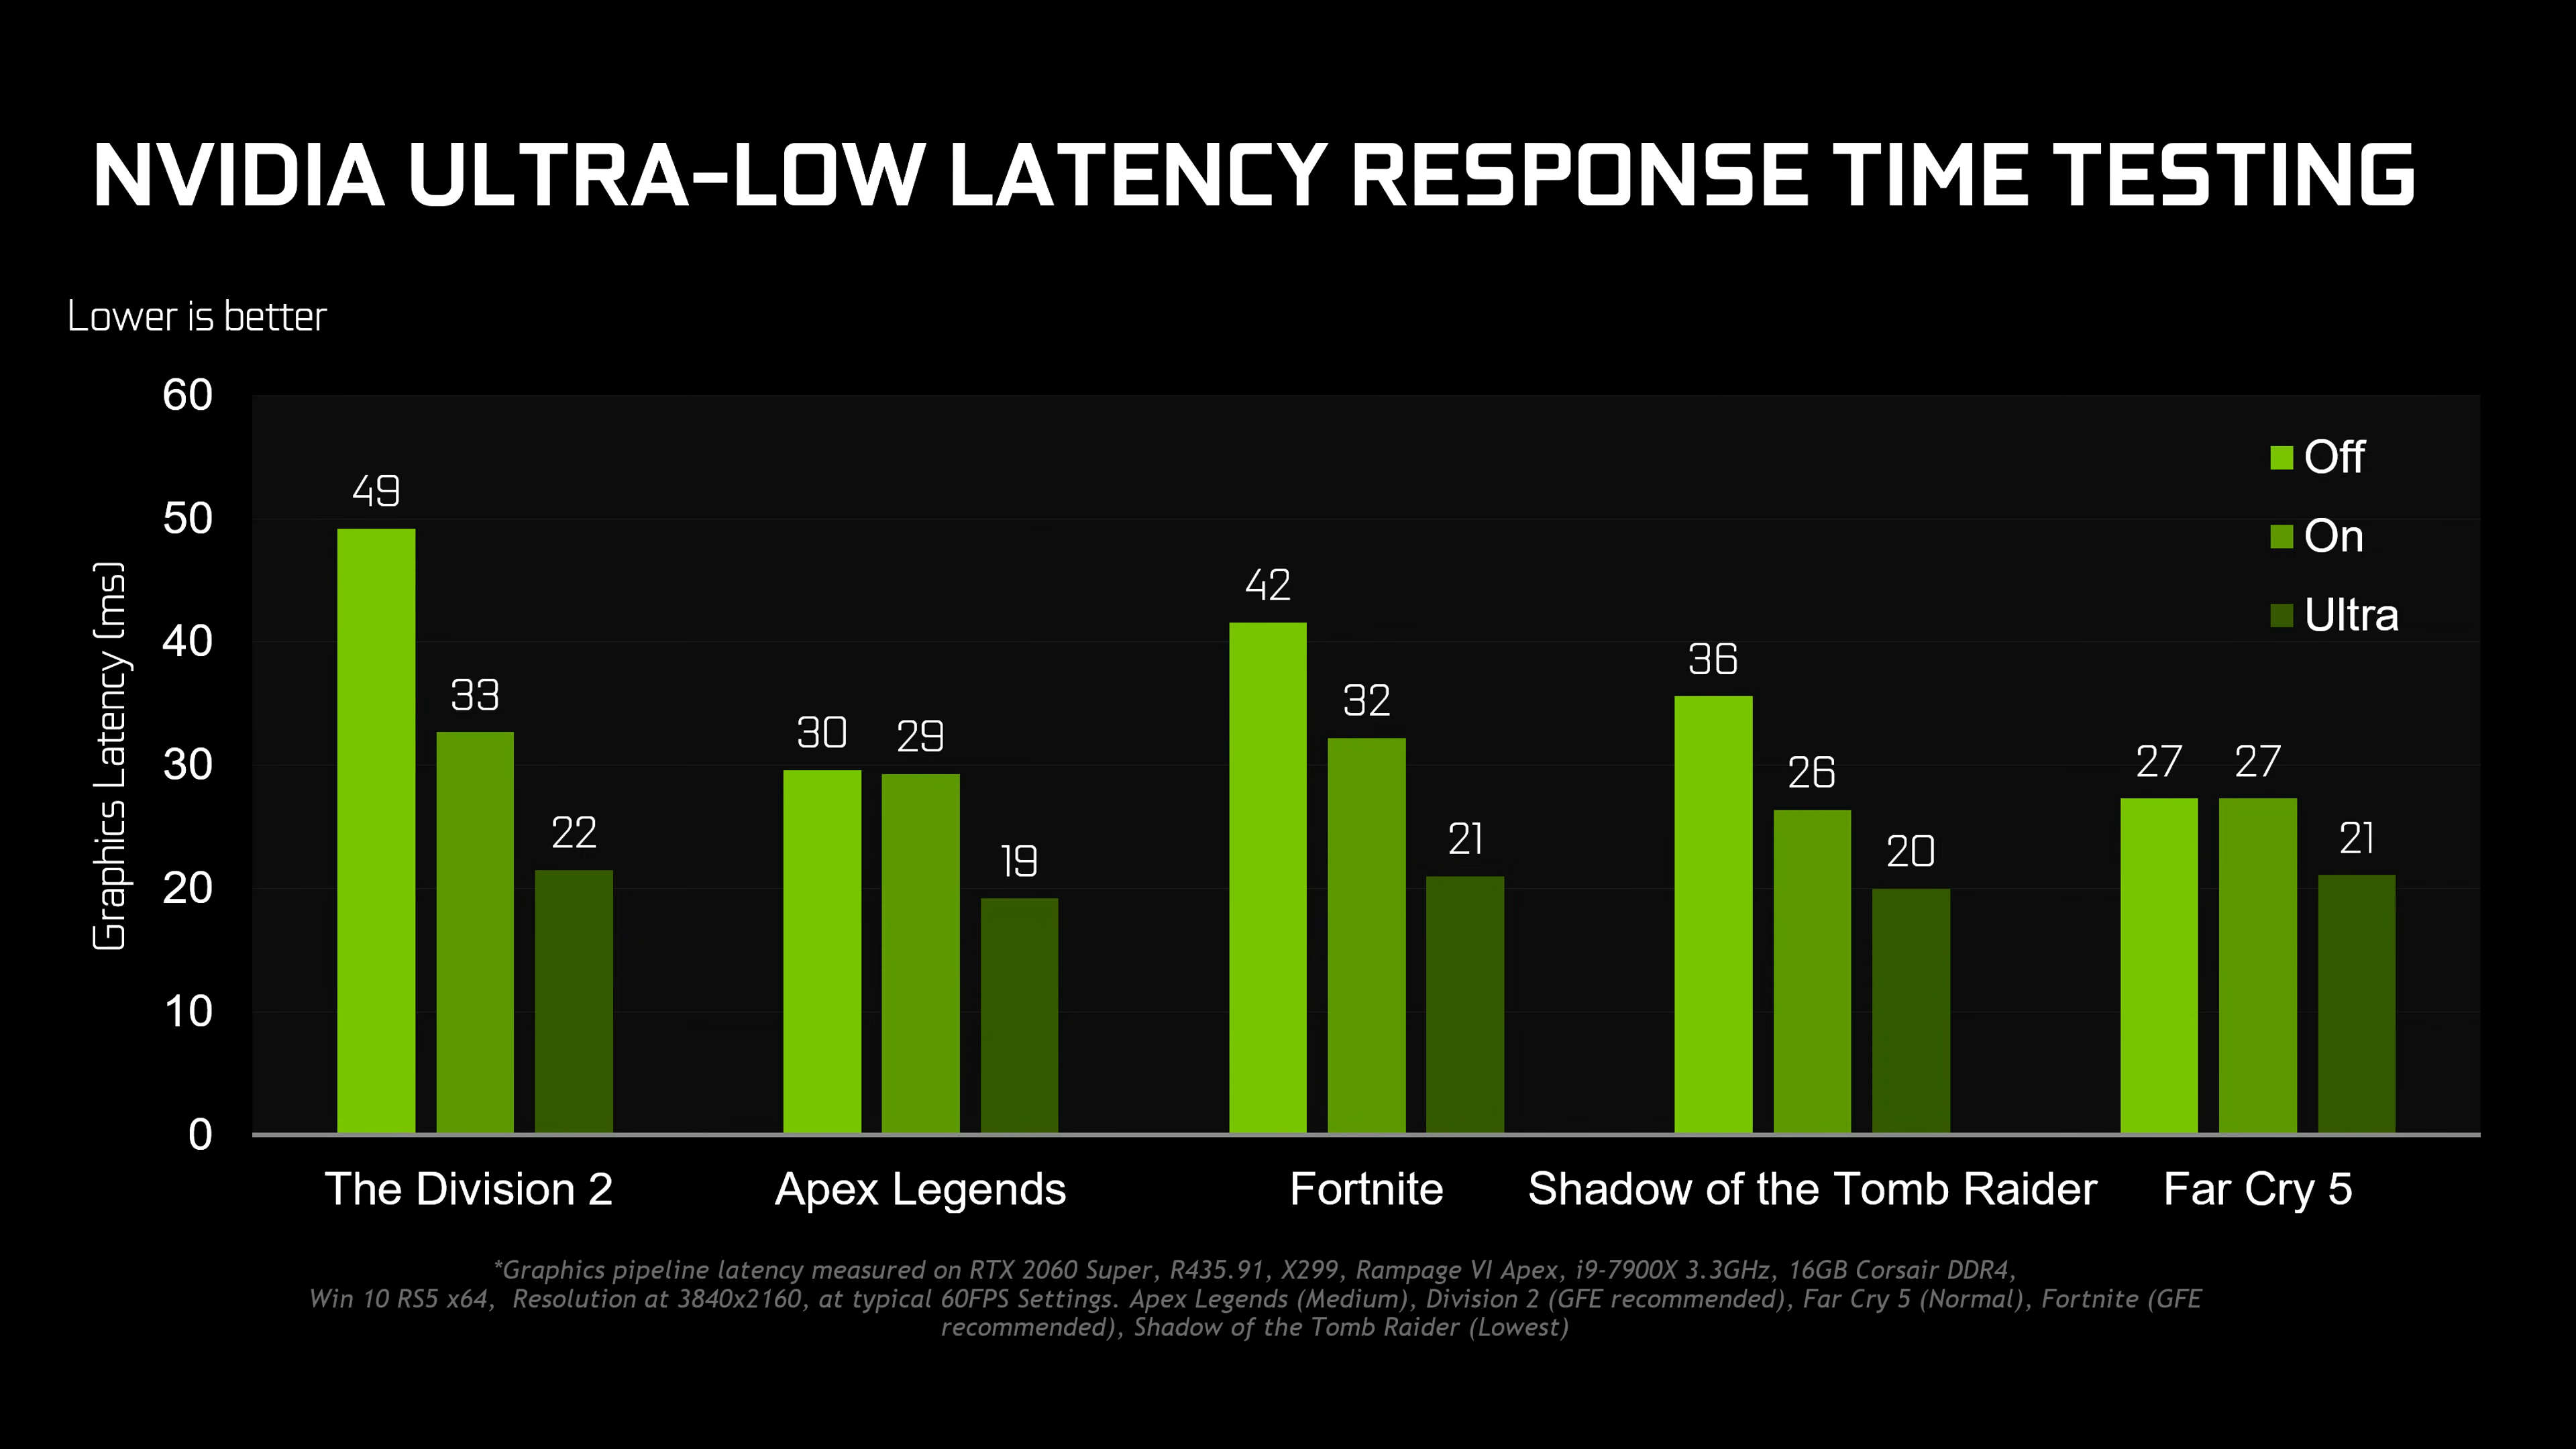 NVIDIA ULTRA-LOW LATENCY RESPONSE TIME TESTING
Lower is better
Graphics Latency (ms)
60
50
40
30
20
10
0
Off
On
Ultra
49
33
22
30
29
19
42
32
21
36
26
20
27
27
21
The Division 2
Apex Legends
Fortnite
Shadow of the Tomb Raider
Far Cry 5
*Graphics pipeline latency measured on RTX 2060 Super, R435.91, X299, Rampage VI Apex, i9-7900X 3.3GHz, 16GB Corsair DDR4,
Win 10 RS5 x64, Resolution at 3840x2160, at typical 60FPS Settings. Apex Legends (Medium), Division 2 (GFE recommended), Far Cry 5 (Normal), Fortnite (GFE
recommended), Shadow of the Tomb Raider (Lowest)